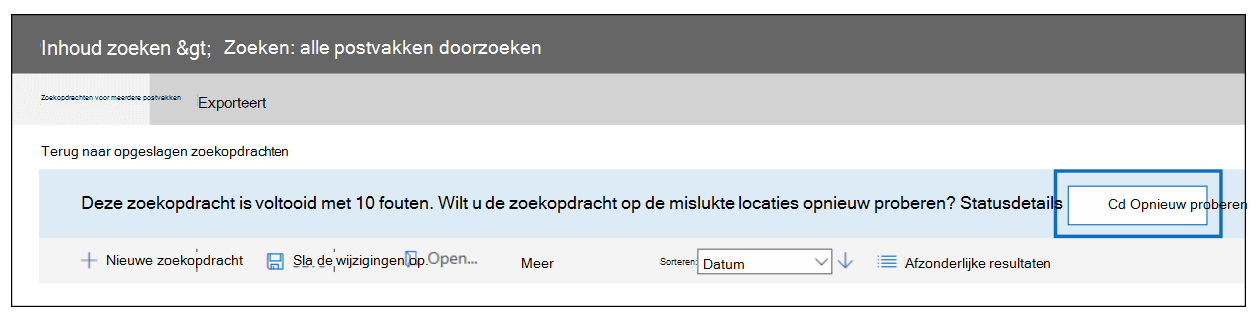 Inhoud zoeken &gt; Zoeken: alle postvakken doorzoeken
Zoekopdrachten voor meerdere postvakken Exporteert
Terug naar opgeslagen zoekopdrachten
Deze zoekopdracht is voltooid met 10 fouten. Wilt u de zoekopdracht op de mislukte locaties opnieuw proberen? Statusdetails Cd Opnieuw proberen
Nieuwe zoekopdracht Sla de wijzigingen op. Open... Meer Sorteren: Datum Afzonderlijke resultaten